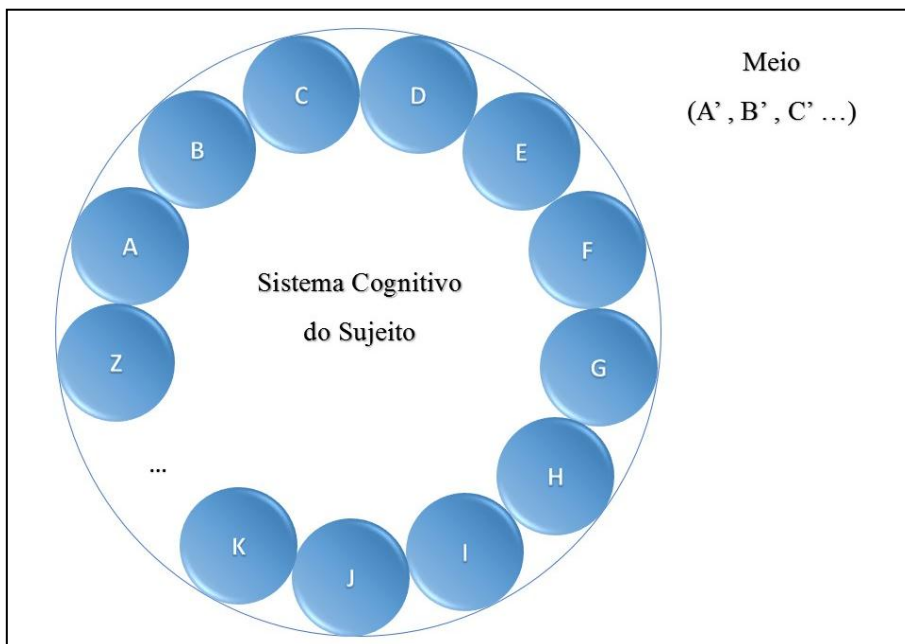 Meio
(A’ , B’ , C’ …)
C
D
B
E
A
F
Sistema Cognitivo
do Sujeito
Z
G
...
H
K
J
I